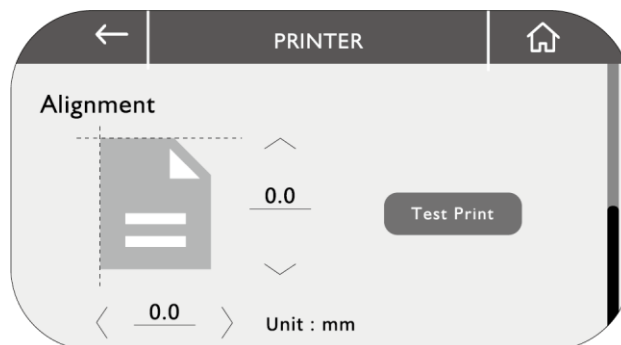 PRINTER
Alignment
0.0
Test Print
0.0
Unit : mm